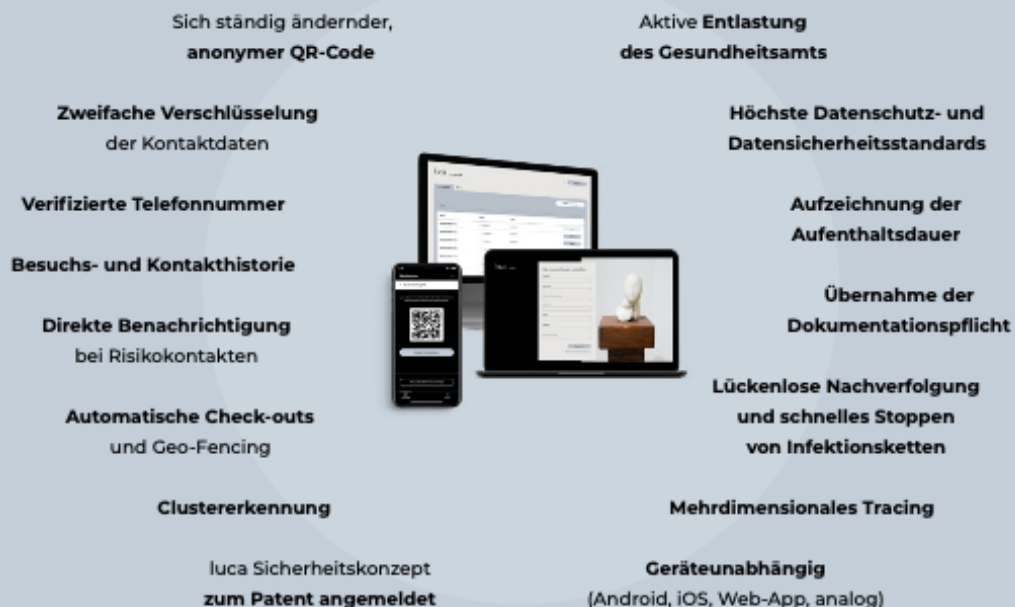 Sich ständig ändernder,
anonymer QR-Code
Zweifache Verschlüsselung
der Kontaktdaten
Verifizierte Telefonnummer
Besuchs- und Kontakthistorie
Direkte Benachrichtigung
bei Risikokontakten
Automatische Check-outs
und Geo-Fencing
Clustererkennung
luca Sicherheitskonzept
zum Patent angemeldet
Aktive Entlastung
des Gesundheitsamts
Höchste Datenschutz- und
Datensicherheitsstandards
Aufzeichnung der
Aufenthaltsdauer
Übernahme der
Dokumentationspflicht
Lückenlose Nachverfolgung
und schnelles Stoppen
von Infektionsketten
Mehrdimensionales Tracing
Geräteunabhängig
(Android, iOS, Web-App, analog)